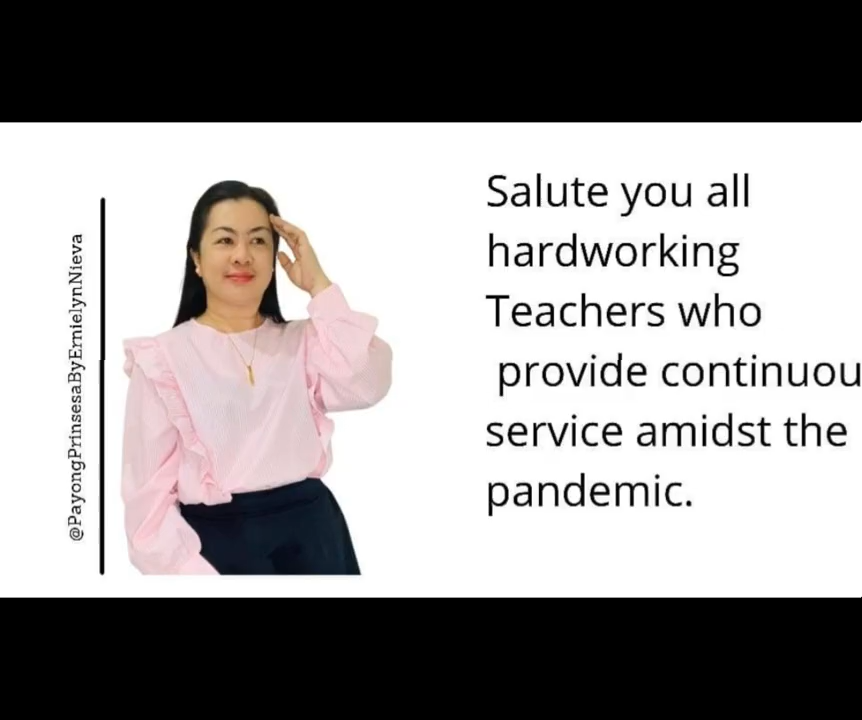 @PayongPrinsesaByErnielynNieva
Salute you all
hardworking
Teachers who
provide continuou
service amidst the
pandemic.